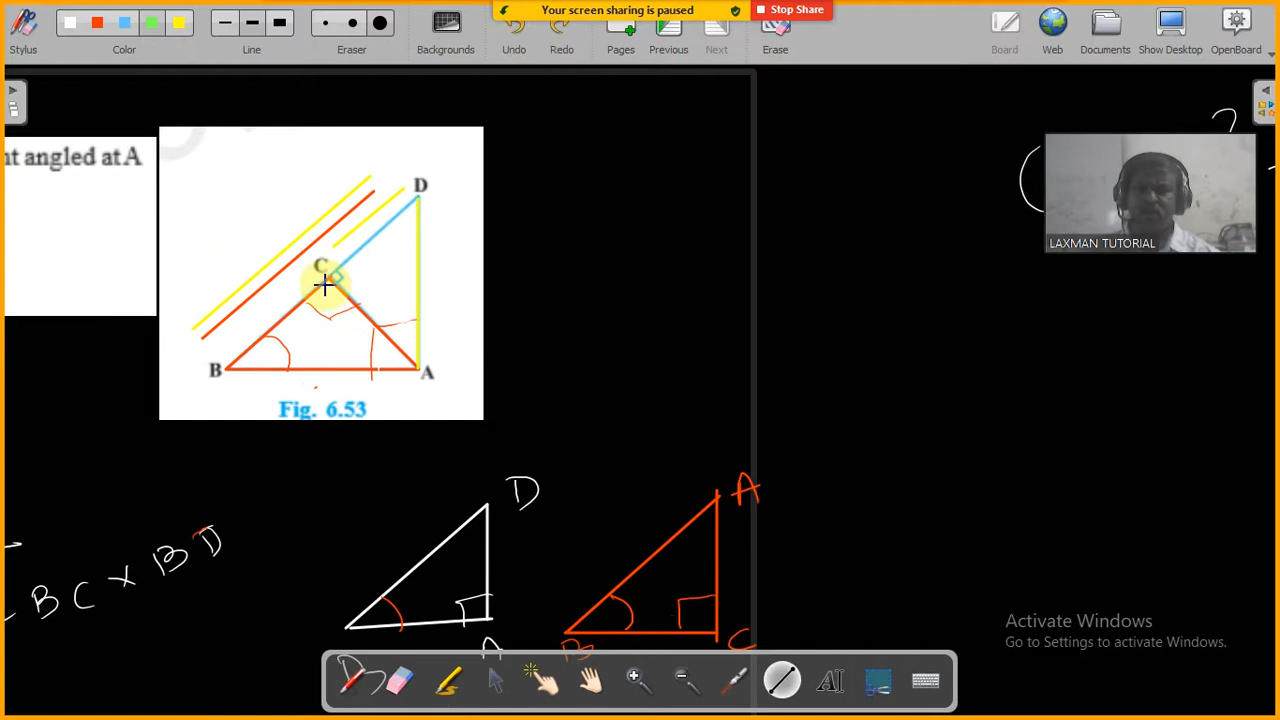 Your screen sharing is paused
Stop Share
Stylus
Color
Line
Eraser
Backgrounds
Undo
Redo
Pages
Previous
Next
Erase
Board
Web
Documents
Show Desktop
OpenBoard
nt angled at A
D
C
B
A
Fig. 6.53
LAXMAN TUTORIAL
BC × BD
D
A
A
B
C
Activate Windows
Go to Settings to activate Windows.
AI